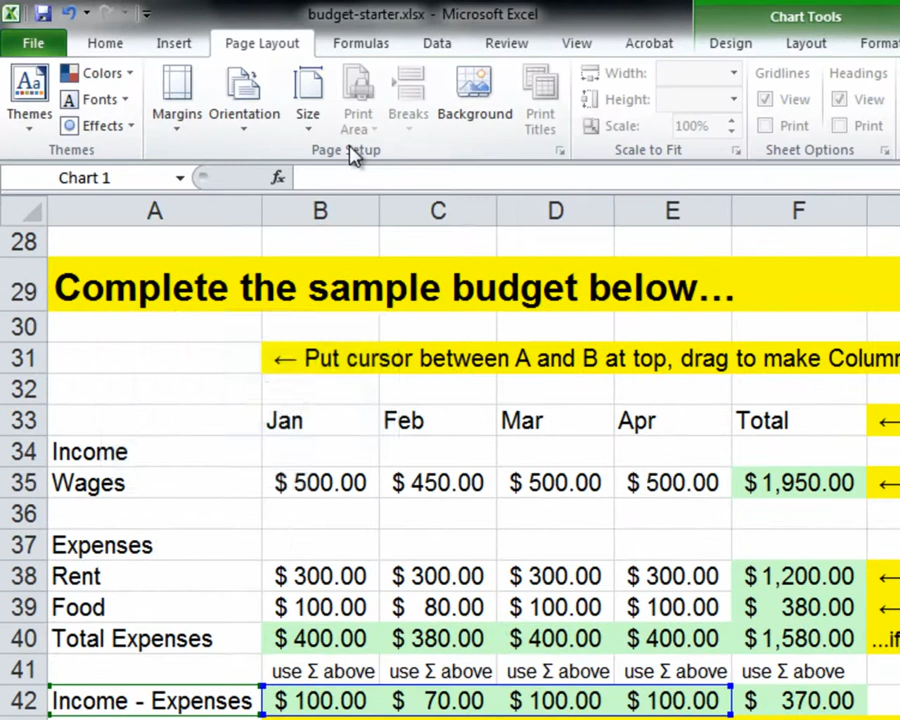 budget-starter.xlsx - Microsoft Excel
Chart Tools
File Home Insert Page Layout Formulas Data Review View Acrobat Design Layout Forma
Colors
Fonts
Effects
Themes Margins Orientation Size Print Area Breaks Background Print Titles
Width:
Height:
Scale: 100%
Gridlines Headings
View View
Print Print
Themes Page Setup Scale to Fit Sheet Options
Chart 1 fx
A B C D E F
28
29 Complete the sample budget below...
30
31 ← Put cursor between A and B at top, drag to make Column
32
33 Jan Feb Mar Apr Total ←
34 Income
35 Wages $ 500.00 $ 450.00 $ 500.00 $ 500.00 $ 1,950.00 ←
36
37 Expenses
38 Rent $ 300.00 $ 300.00 $ 300.00 $ 300.00 $ 1,200.00 ←
39 Food $ 100.00 $ 80.00 $ 100.00 $ 100.00 $ 380.00 ←
40 Total Expenses $ 400.00 $ 380.00 $ 400.00 $ 400.00 $ 1,580.00 ...if
41 use Σ above use Σ above use Σ above use Σ above use Σ above
42 Income - Expenses $ 100.00 $ 70.00 $ 100.00 $ 100.00 $ 370.00